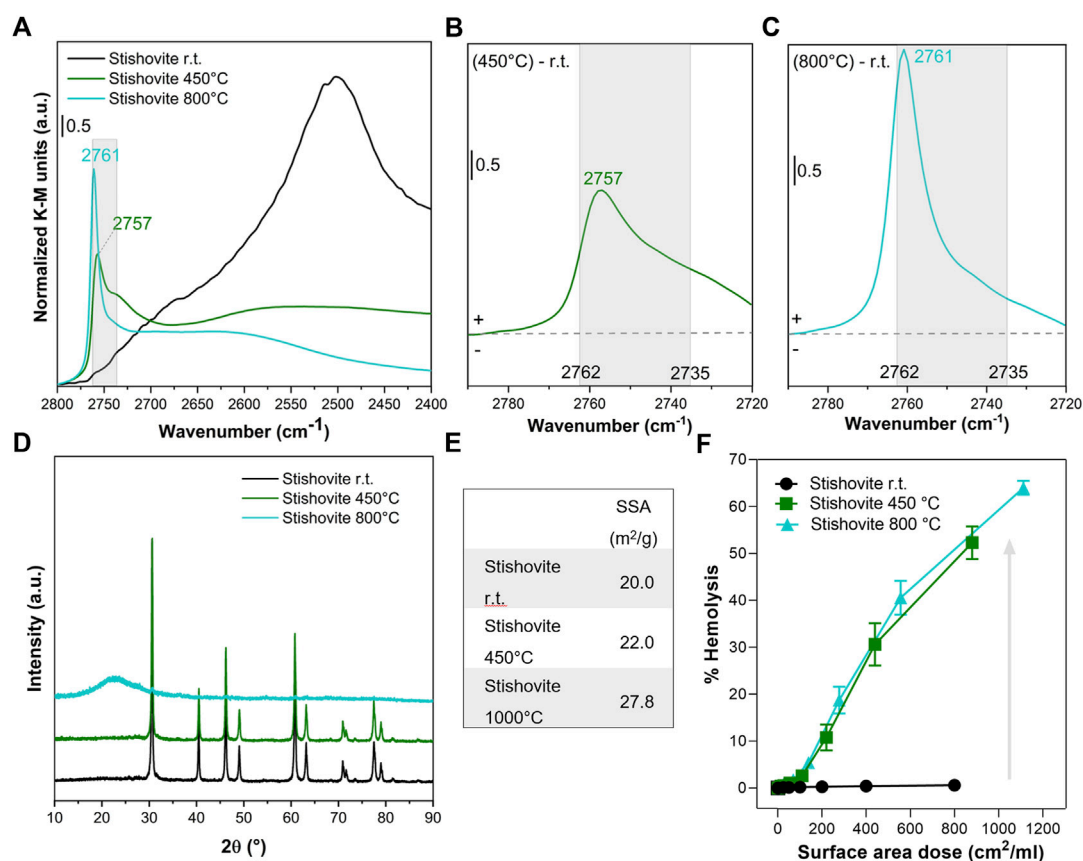 A
Stishovite r.t.
Stishovite 450°C
Stishovite 800°C
0.5
2761
2757
Normalized K-M units (a.u.)
2800 2750 2700 2650 2600 2550 2500 2450 2400
Wavenumber (cm-1)
B
(450°C) - r.t.
0.5
2757
+
-
2762 2735
2780 2760 2740 2720
Wavenumber (cm-1)
C
(800°C) - r.t.
2761
0.5
+
-
2762 2735
2780 2760 2740 2720
Wavenumber (cm-1)
D
Stishovite r.t.
Stishovite 450°C
Stishovite 800°C
Intensity (a.u.)
10 20 30 40 50 60 70 80 90
2θ (°)
E
SSA
(m2/g)
Stishovite
r.t.
20.0
Stishovite
450°C
22.0
Stishovite
1000°C
27.8
F
Stishovite r.t.
Stishovite 450 °C
Stishovite 800 °C
% Hemolysis
70
60
50
40
30
20
10
0
0 200 400 600 800 1000 1200
Surface area dose (cm2/ml)